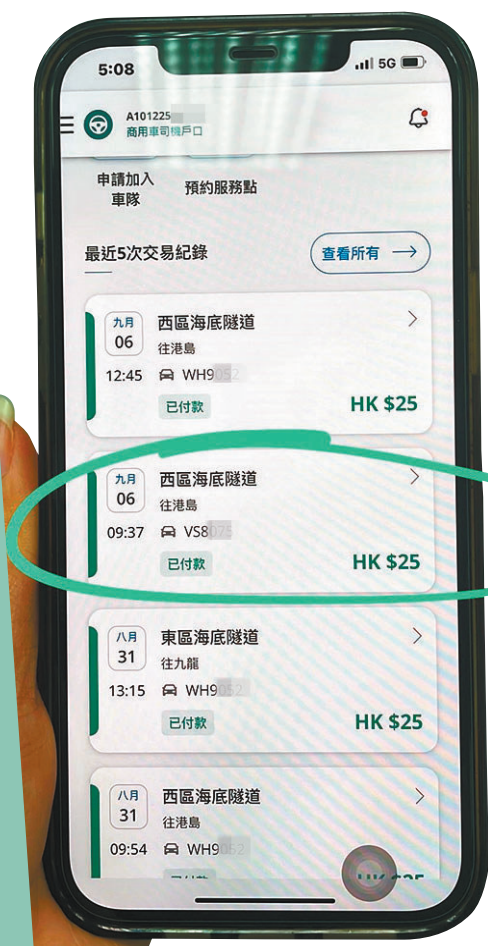 5:08
5G
A101225
商用車司機戶口
申請加入
車隊
預約服務點
最近5次交易紀錄
查看所有
九月
06
西區海底隧道
往港島
12:45
WH9
已付款
HK $25
九月
06
西區海底隧道
往港島
09:37
VS8
已付款
HK $25
八月
31
東區海底隧道
往九龍
13:15
WH9
已付款
HK $25
八月
31
西區海底隧道
往港島
09:54
WH9